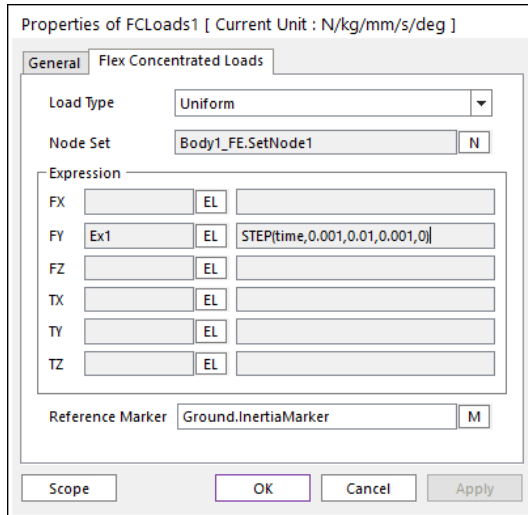 Properties of FCLoads1 [ Current Unit : N/kg/mm/s/deg ]
General Flex Concentrated Loads
Load Type Uniform
Node Set Body1_FE.SetNode1 N
Expression
FX EL
FY Ex1 EL STEP(time,0.001,0.01,0.001,0)
FZ EL
TX EL
TY EL
TZ EL
Reference Marker Ground.InertiaMarker M
Scope OK Cancel Apply